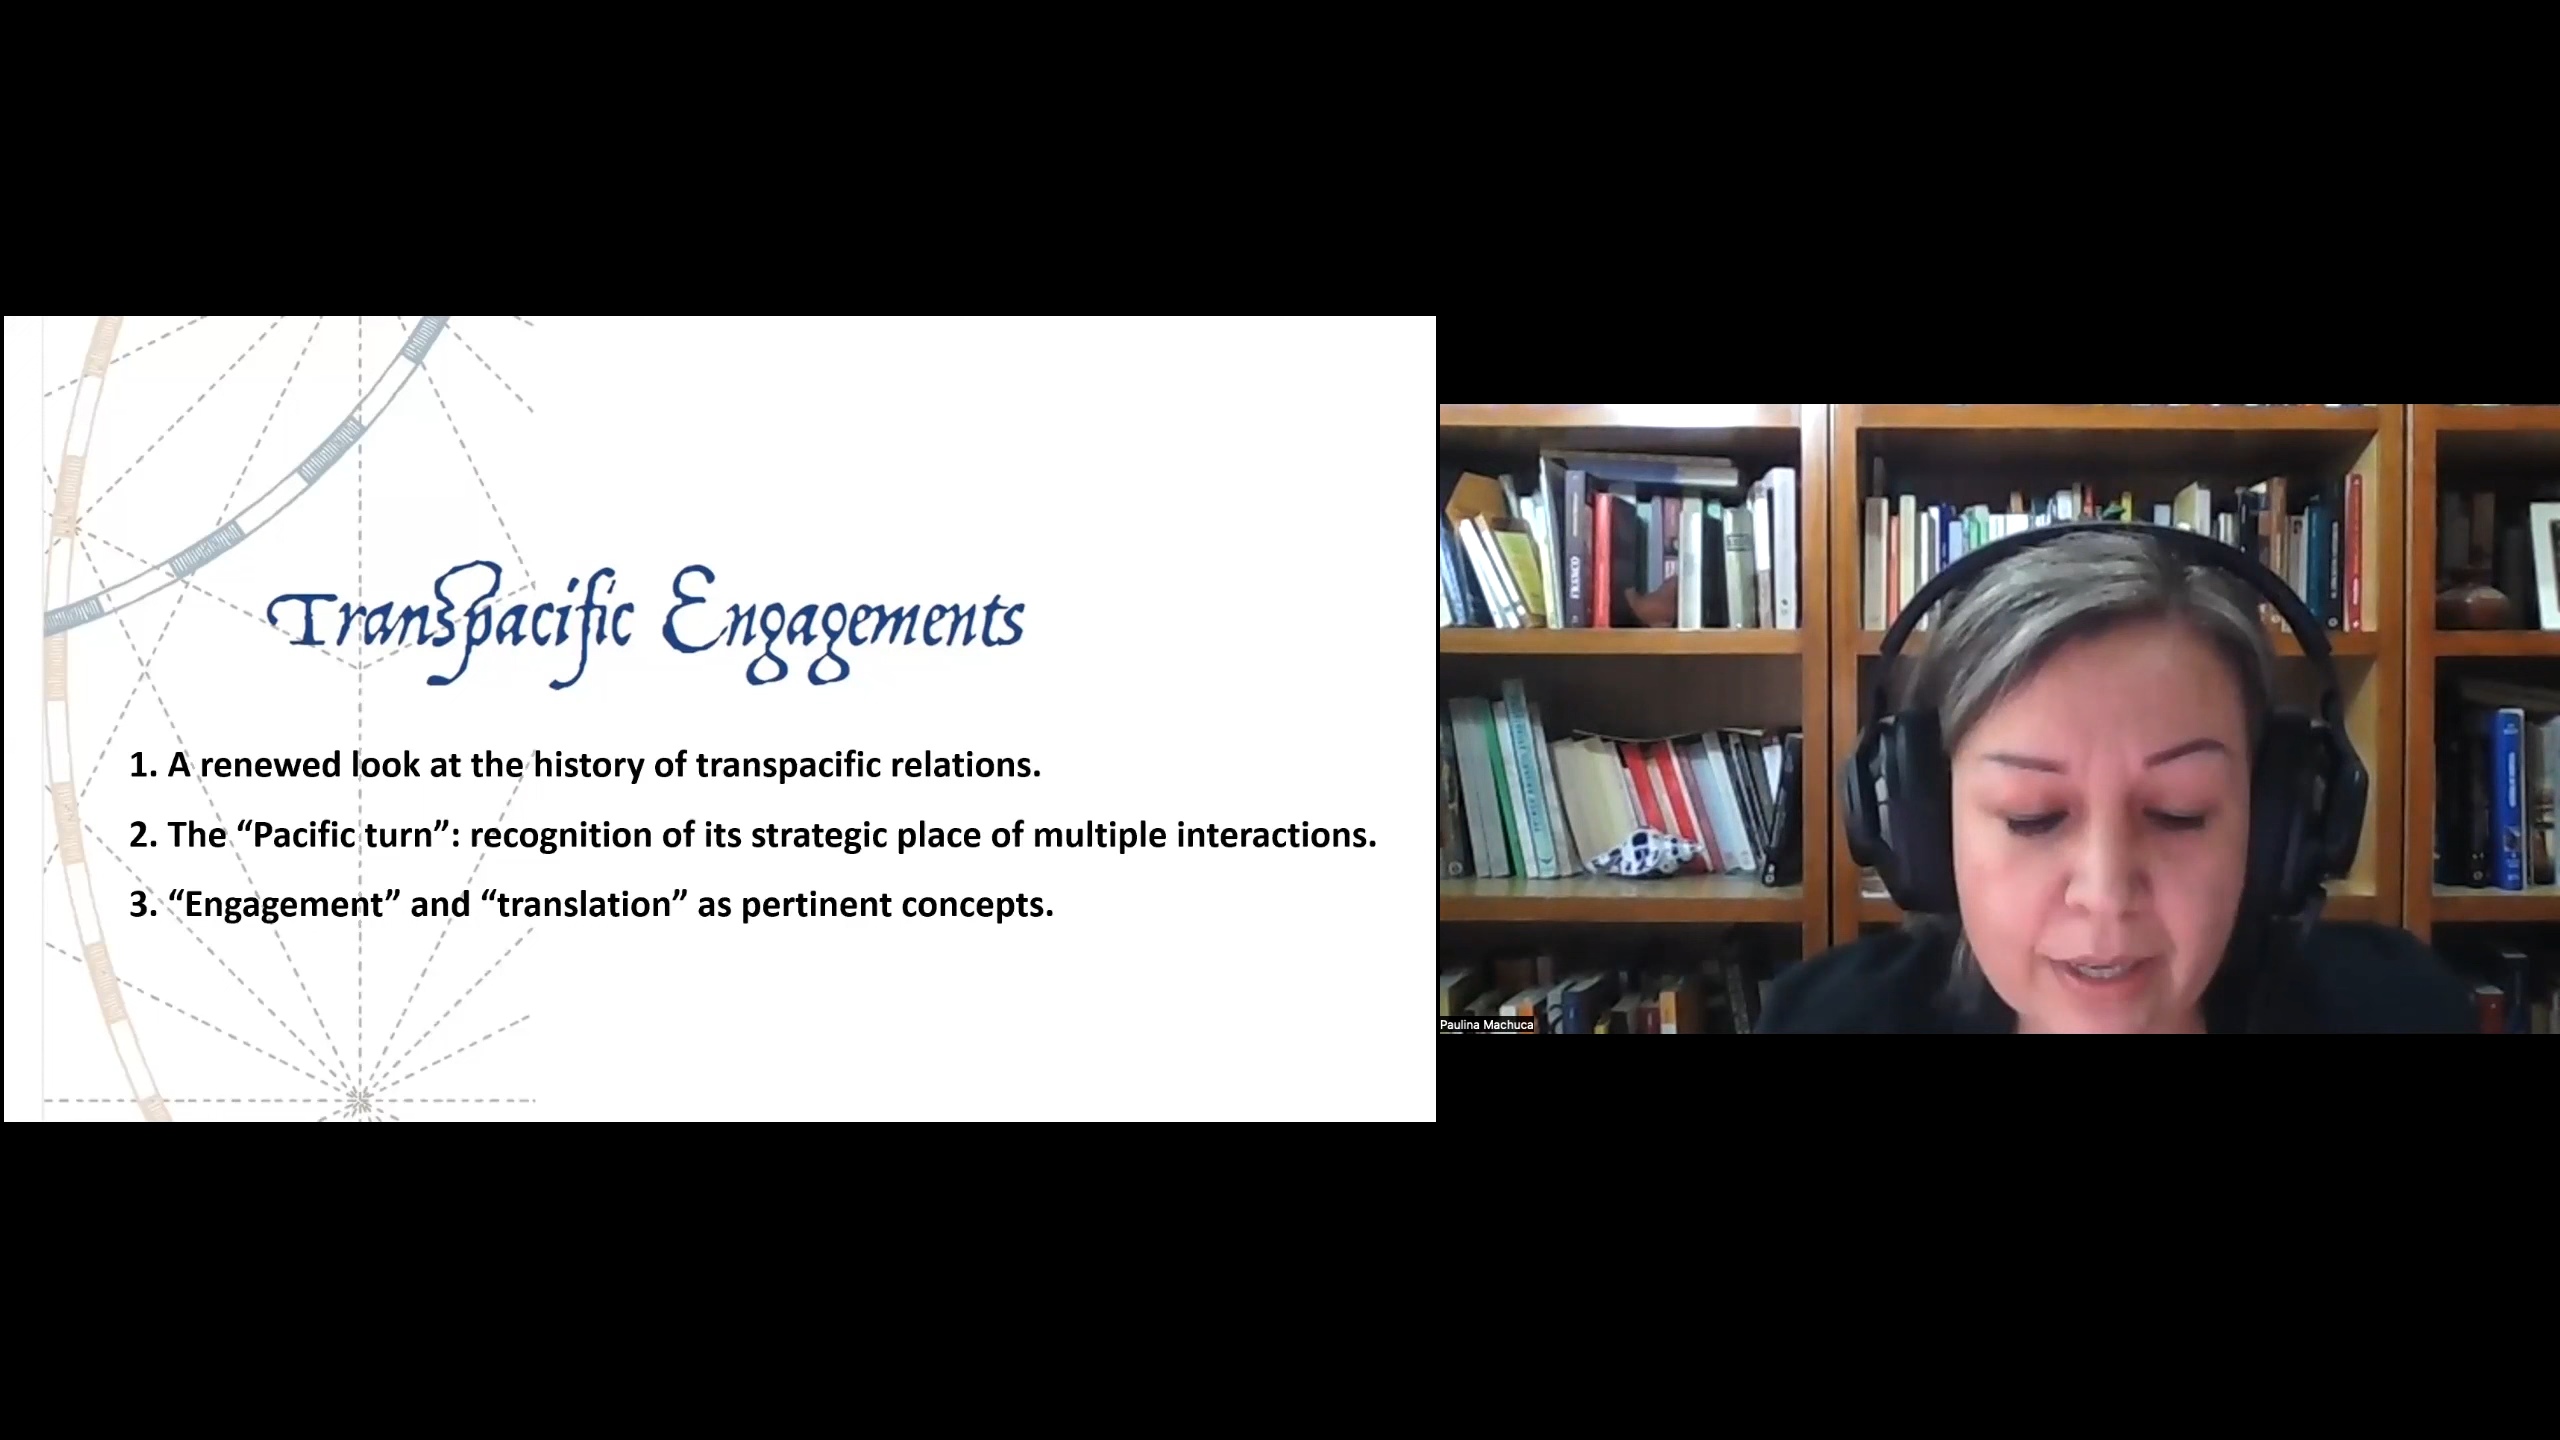 Transpacific Engagements
1. A renewed look at the history of transpacific relations.
2. The “Pacific turn”: recognition of its strategic place of multiple interactions.
3. “Engagement” and “translation” as pertinent concepts.
FRANCO
Paulina Machuca